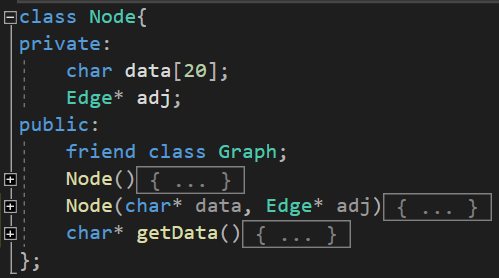 class Node{
private:
    char data[20];
    Edge* adj;
public:
    friend class Graph;
    Node(){ ... }
    Node(char* data, Edge* adj){ ... }
    char* getData(){ ... }
};